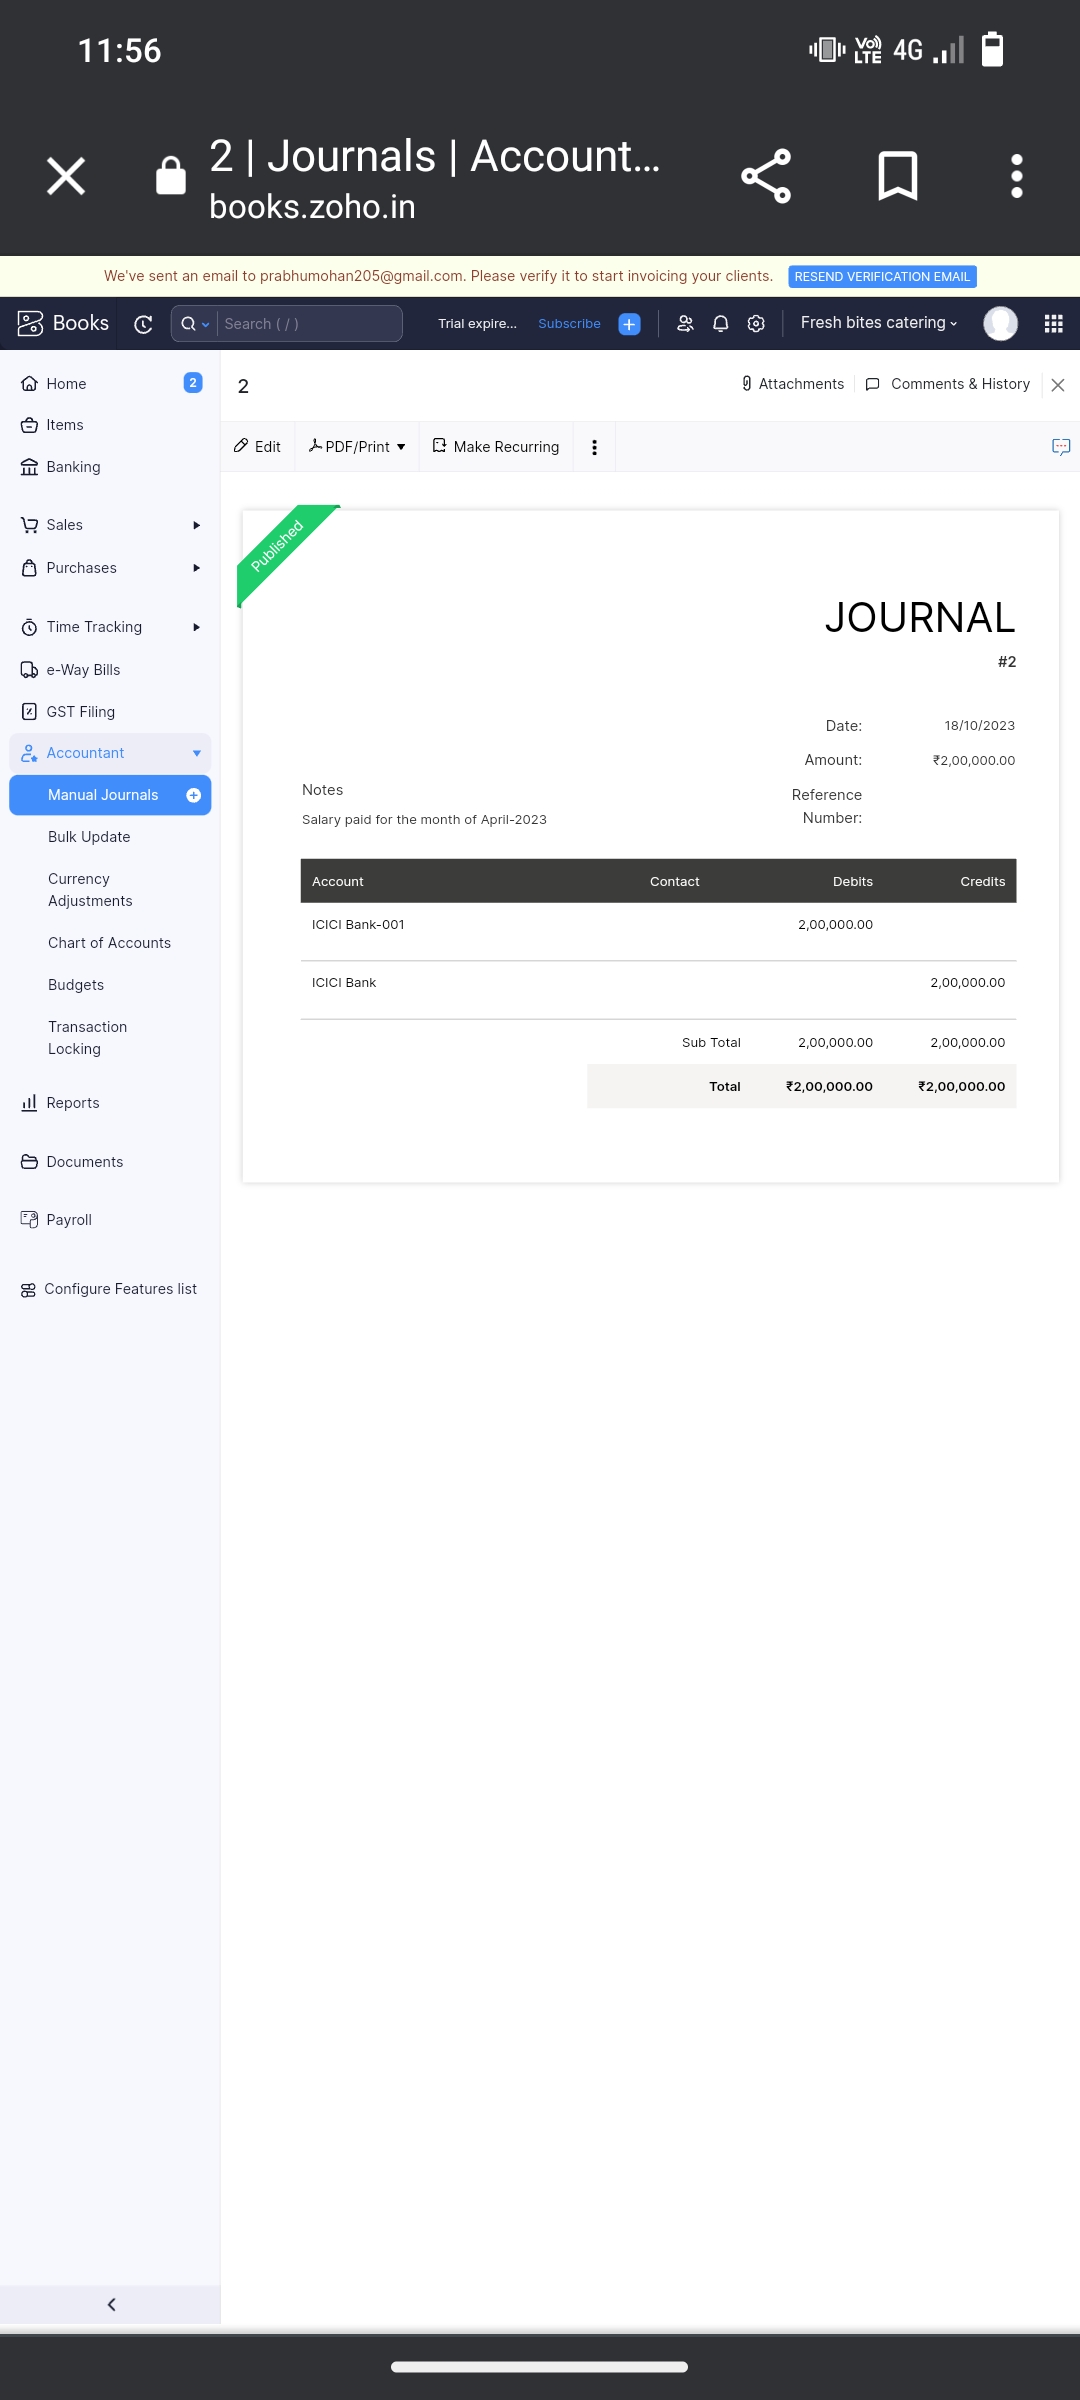 11:56
Vo)) LTE 4G
2 | Journals | Account...
books.zoho.in
We've sent an email to prabhumohan205@gmail.com. Please verify it to start invoicing your clients. RESEND VERIFICATION EMAIL
Books Search ( / ) Trial expire... Subscribe Fresh bites catering
Home 2
Items
Banking
Sales
Purchases
Time Tracking
e-Way Bills
GST Filing
Accountant
Manual Journals
Bulk Update
Currency
Adjustments
Chart of Accounts
Budgets
Transaction
Locking
Reports
Documents
Payroll
Configure Features list
2 Attachments Comments & History
Edit PDF/Print Make Recurring
Published
JOURNAL
#2
Date: 18/10/2023
Amount: ₹2,00,000.00
Reference
Number:
Notes
Salary paid for the month of April-2023
Account Contact Debits Credits
ICICI Bank-001 2,00,000.00
ICICI Bank 2,00,000.00
Sub Total 2,00,000.00 2,00,000.00
Total ₹2,00,000.00 ₹2,00,000.00